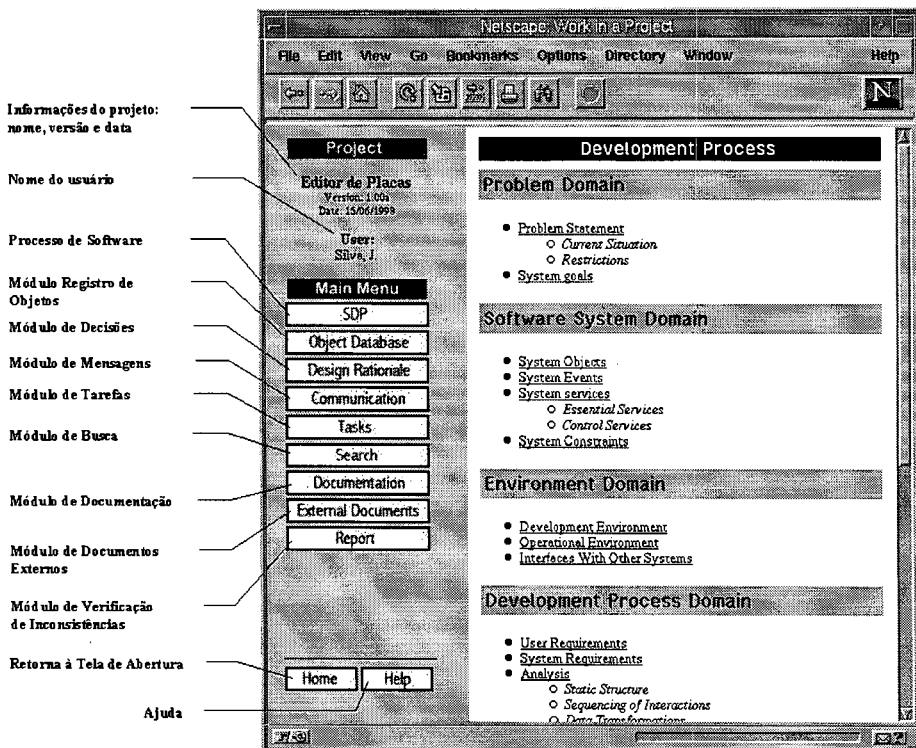 Netscape: Work in a Project
File Edit View Go Bookmarks Options Directory Window Help
N
Informações do projeto:
nome, versão e data
Nome do usuário
Processo de Software
Módulo Registro de
Objetos
Módulo de Decisões
Módulo de Mensagens
Módulo de Tarefas
Módulo de Busca
Módulo de Documentação
Módulo de Documentos
Externos
Módulo de Verificação
de Inconsistências
Retorna à Tela de Abertura
Ajuda
Project
Editor de Placas
Version: 1.00a
Date: 15/06/1998
User:
Silva, J.
Main Menu
SDP
Object Database
Design Rationale
Communication
Tasks
Search
Documentation
External Documents
Report
Home Help
Development Process
Problem Domain
Problem Statement
Current Situation
Restrictions
System goals
Software System Domain
System Objects
System Events
System services
Essential Services
Control Services
System Constraints
Environment Domain
Development Environment
Operational Environment
Interfaces With Other Systems
Development Process Domain
User Requirements
System Requirements
Analysis
Static Structure
Sequencing of Interactions
Data Transformations